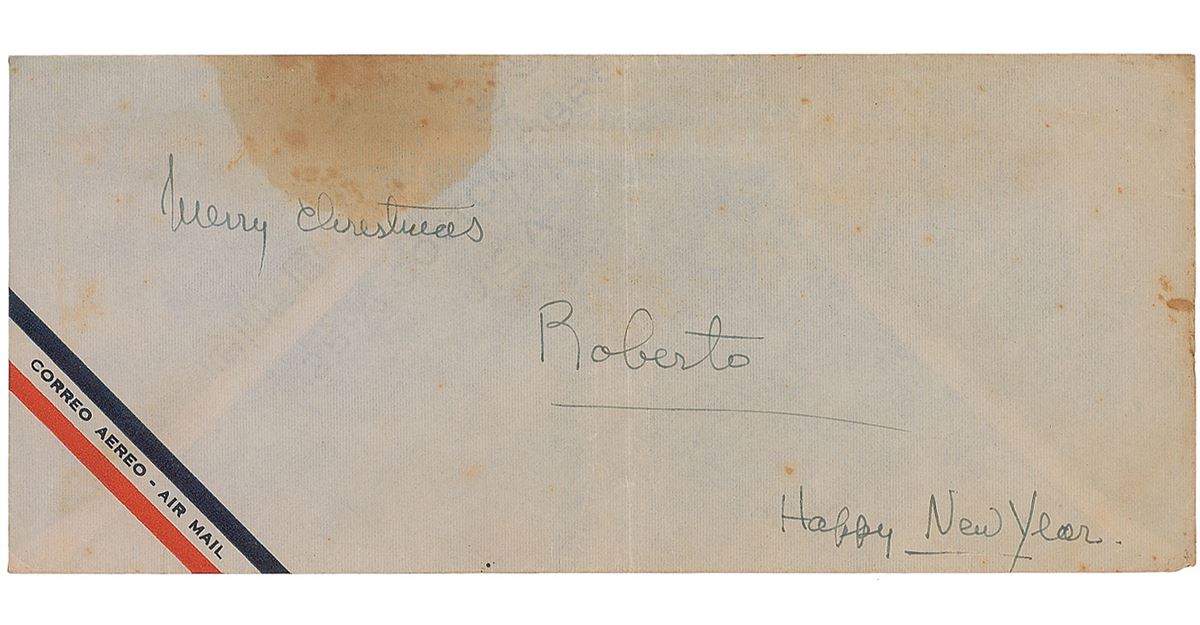 Merry Christmas
Roberto
CORREO AEREO - AIR MAIL
Happy New Year.